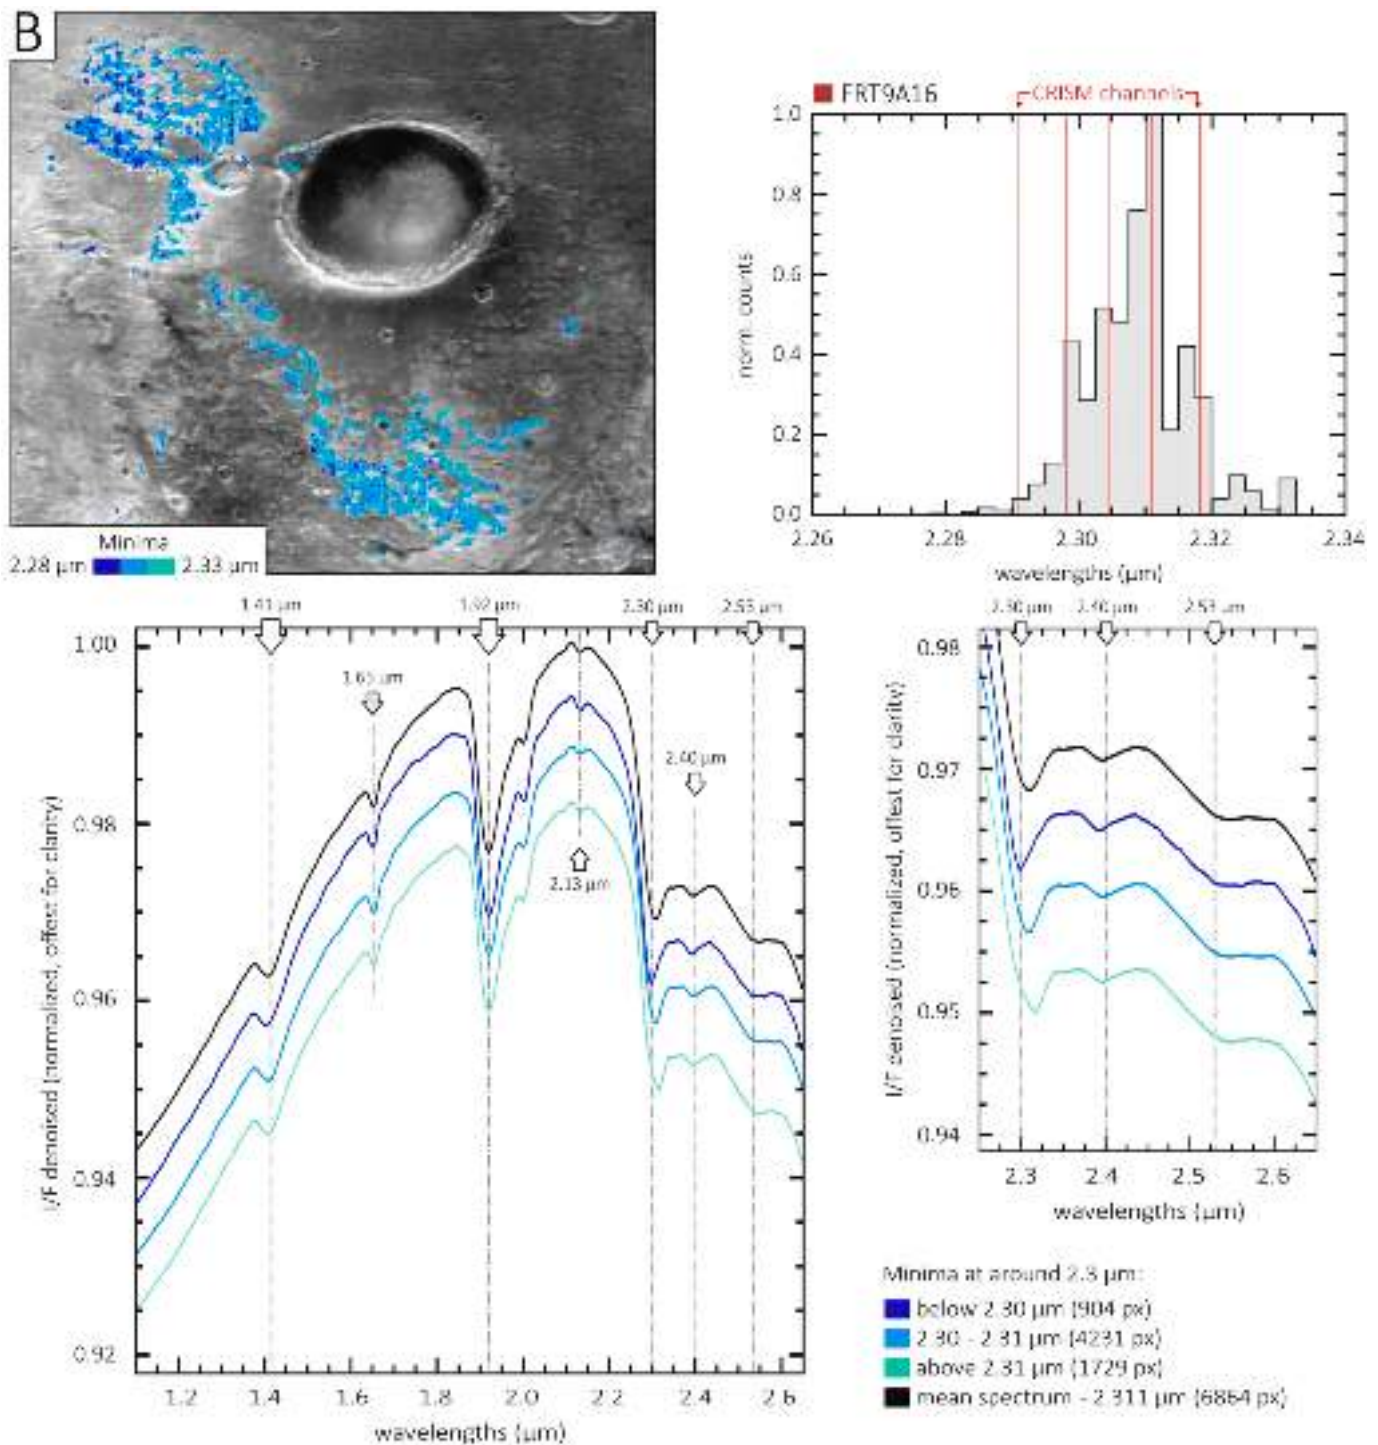 B
Minima
2.28 µm 2.33 µm
FRT9A16
CRISM channels
1.0
0.8
0.6
0.4
0.2
0.0
norm. counts
2.26 2.28 2.30 2.32 2.34
wavelengths (µm)
1.41 µm 1.92 µm 2.30 µm 2.53 µm
1.65 µm
2.40 µm
2.13 µm
1.00
0.98
0.96
0.94
0.92
I/F denoised (normalized, offest for clarity)
1.2 1.4 1.6 1.8 2.0 2.2 2.4 2.6
wavelengths (µm)
2.30 µm 2.40 µm 2.53 µm
0.98
0.97
0.96
0.95
0.94
I/F denoised (normalized, offest for clarity)
2.3 2.4 2.5 2.6
wavelengths (µm)
Minima at around 2.3 µm:
below 2.30 µm (904 px)
2.30 - 2.31 µm (4231 px)
above 2.31 µm (1729 px)
mean spectrum - 2.311 µm (6864 px)